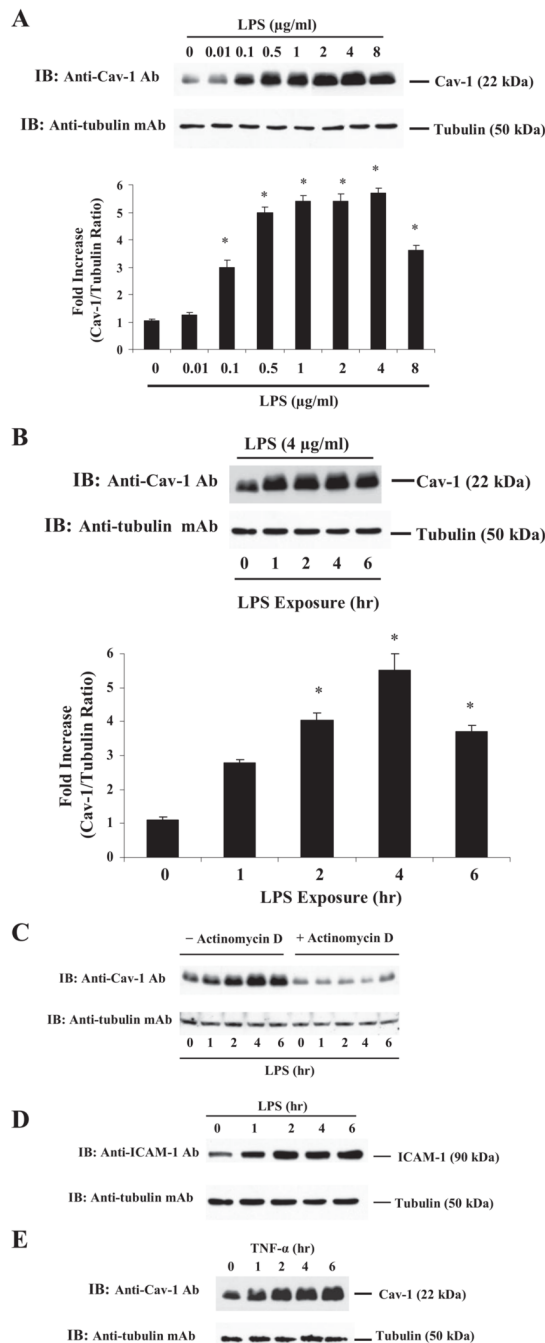 A
LPS (µg/ml)
0 0.01 0.1 0.5 1 2 4 8
IB: Anti-Cav-1 Ab
Cav-1 (22 kDa)
IB: Anti-tubulin mAb
Tubulin (50 kDa)
Fold Increase
(Cav-1/Tubulin Ratio)
6
5
4
3
2
1
0
* * * * * *
0 0.01 0.1 0.5 1 2 4 8
LPS (µg/ml)
B
LPS (4 µg/ml)
IB: Anti-Cav-1 Ab
Cav-1 (22 kDa)
IB: Anti-tubulin mAb
Tubulin (50 kDa)
0 1 2 4 6
LPS Exposure (hr)
Fold Increase
(Cav-1/Tubulin Ratio)
6
5
4
3
2
1
0
* * *
0 1 2 4 6
LPS Exposure (hr)
C
− Actinomycin D + Actinomycin D
IB: Anti-Cav-1 Ab
IB: Anti-tubulin mAb
0 1 2 4 6 0 1 2 4 6
LPS (hr)
D
LPS (hr)
0 1 2 4 6
IB: Anti-ICAM-1 Ab
ICAM-1 (90 kDa)
IB: Anti-tubulin mAb
Tubulin (50 kDa)
E
TNF-α (hr)
0 1 2 4 6
IB: Anti-Cav-1 Ab
Cav-1 (22 kDa)
IB: Anti-tubulin mAb
Tubulin (50 kDa)